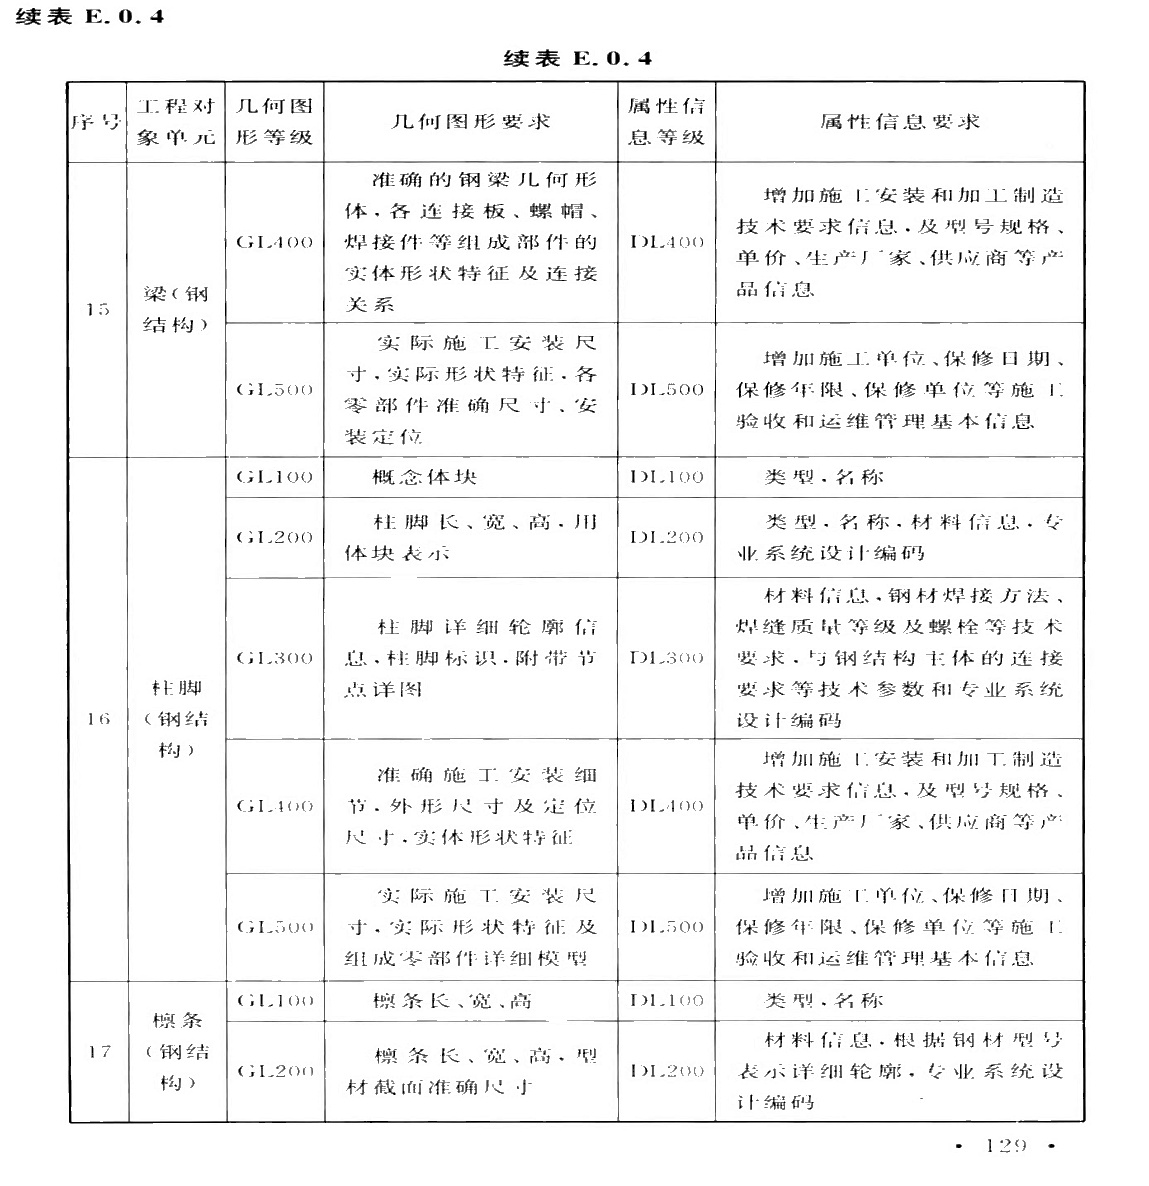 续表 E.0.4
续表 E.0.4
序号
工程对
象单元
几何图
形等级
几何图形要求
属性信
息等级
属性信息要求
15
梁(钢
结构)
GL400
准确的钢梁几何形
体,各连接板、螺帽、
焊接件等组成部件的
实体形状特征及连接
关系
DL400
增加施工安装和加工制造
技术要求信息,及型号规格、
单价、生产厂家、供应商等产
品信息
GL500
实际施工安装尺
寸,实际形状特征,各
零部件准确尺寸、安
装定位
DL500
增加施工单位、保修日期、
保修年限、保修单位等施工
验收和运维管理基本信息
16
柱脚
(钢结
构)
GL100
概念体块
DL100
类型,名称
GL200
柱脚长、宽、高,用
体块表示
DL200
类型,名称,材料信息,专
业系统设计编码
GL300
柱脚详细轮廓信
息,柱脚标识,附带节
点详图
DL300
材料信息,钢材焊接方法、
焊缝质量等级及螺栓等技术
要求,与钢结构主体的连接
要求等技术参数和专业系统
设计编码
GL400
准确施工安装细
节,外形尺寸及定位
尺寸,实体形状特征
DL400
增加施工安装和加工制造
技术要求信息,及型号规格、
单价、生产厂家、供应商等产
品信息
GL500
实际施工安装尺
寸,实际形状特征及
组成零部件详细模型
DL500
增加施工单位、保修日期、
保修年限、保修单位等施工
验收和运维管理基本信息
17
檩条
(钢结
构)
GL100
檩条长、宽、高
DL100
类型,名称
GL200
檩条长、宽、高,型
材截面准确尺寸
DL200
材料信息,根据钢材型号
表示详细轮廓,专业系统设
计编码
· 129 ·